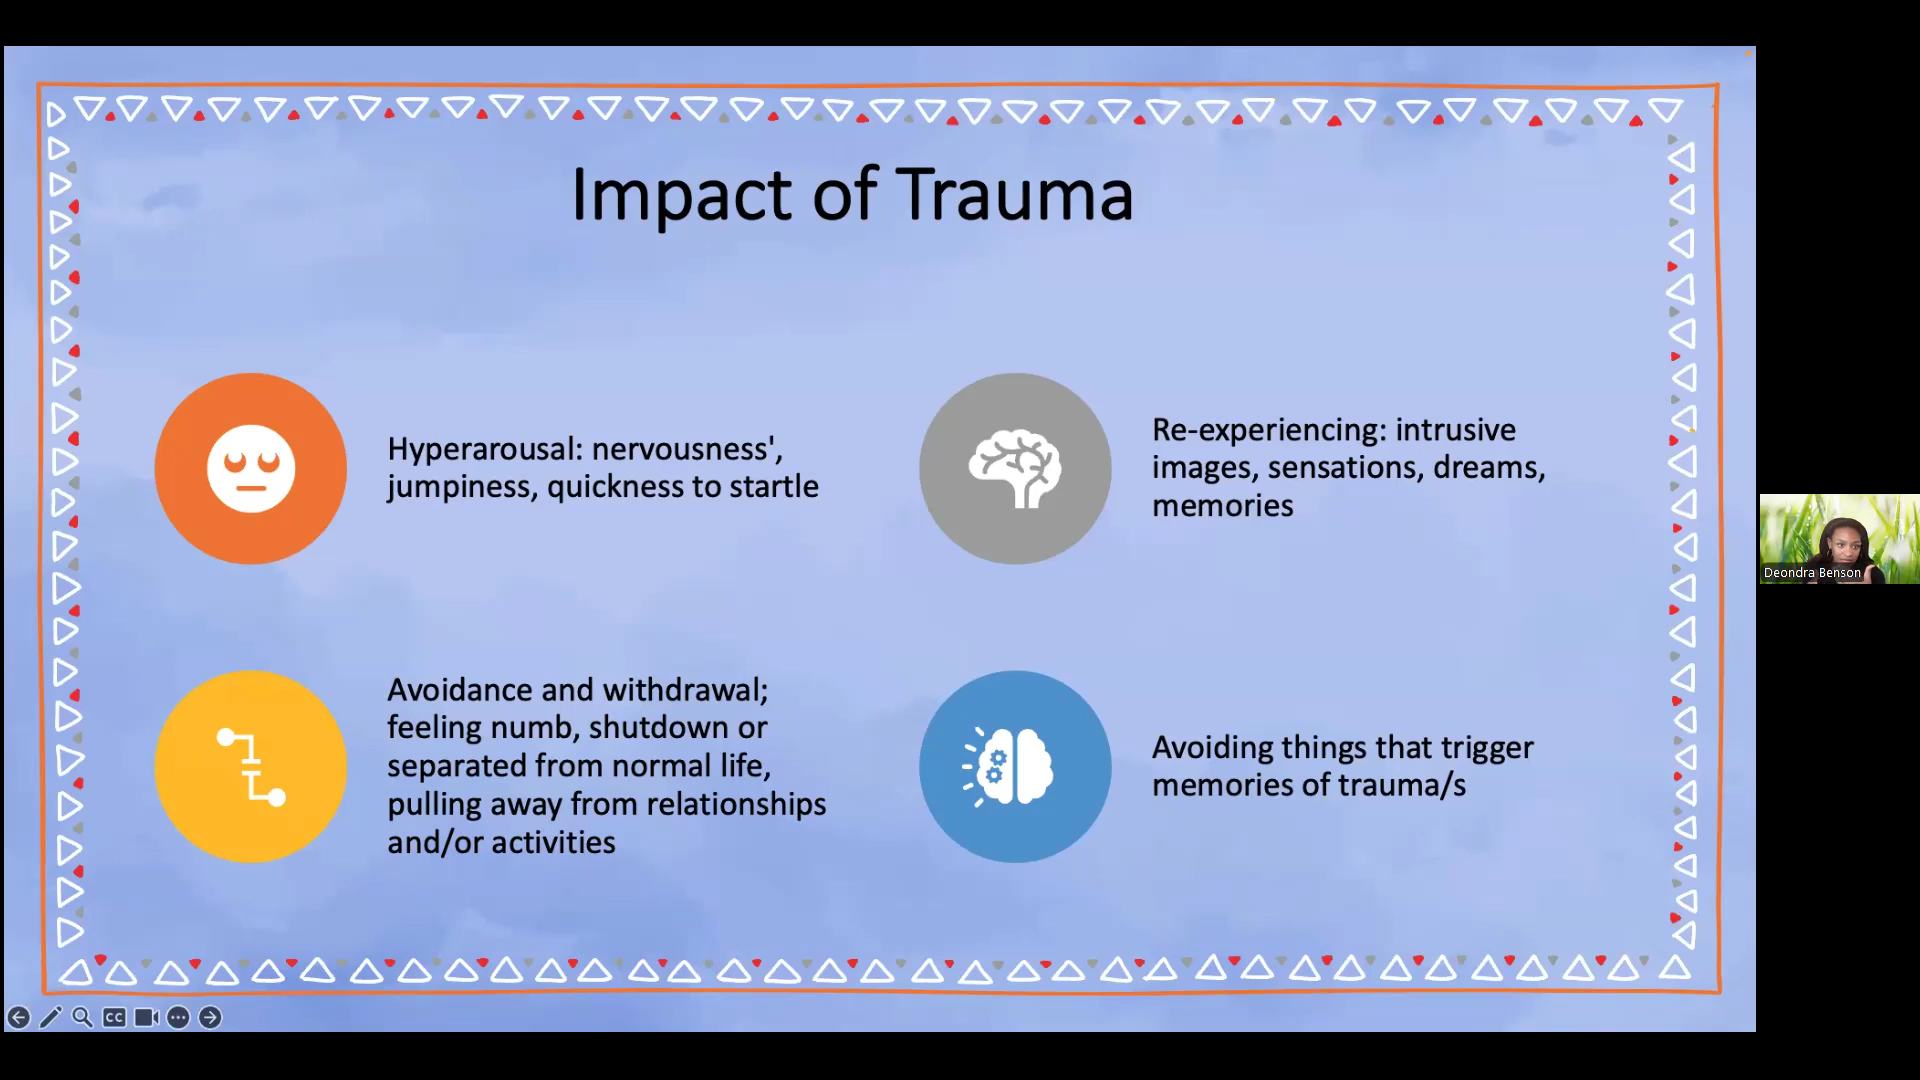 Impact of Trauma
Hyperarousal: nervousness',
jumpiness, quickness to startle
Re-experiencing: intrusive
images, sensations, dreams,
memories
Avoidance and withdrawal;
feeling numb, shutdown or
separated from normal life,
pulling away from relationships
and/or activities
Avoiding things that trigger
memories of trauma/s
Deondra Benson
CC